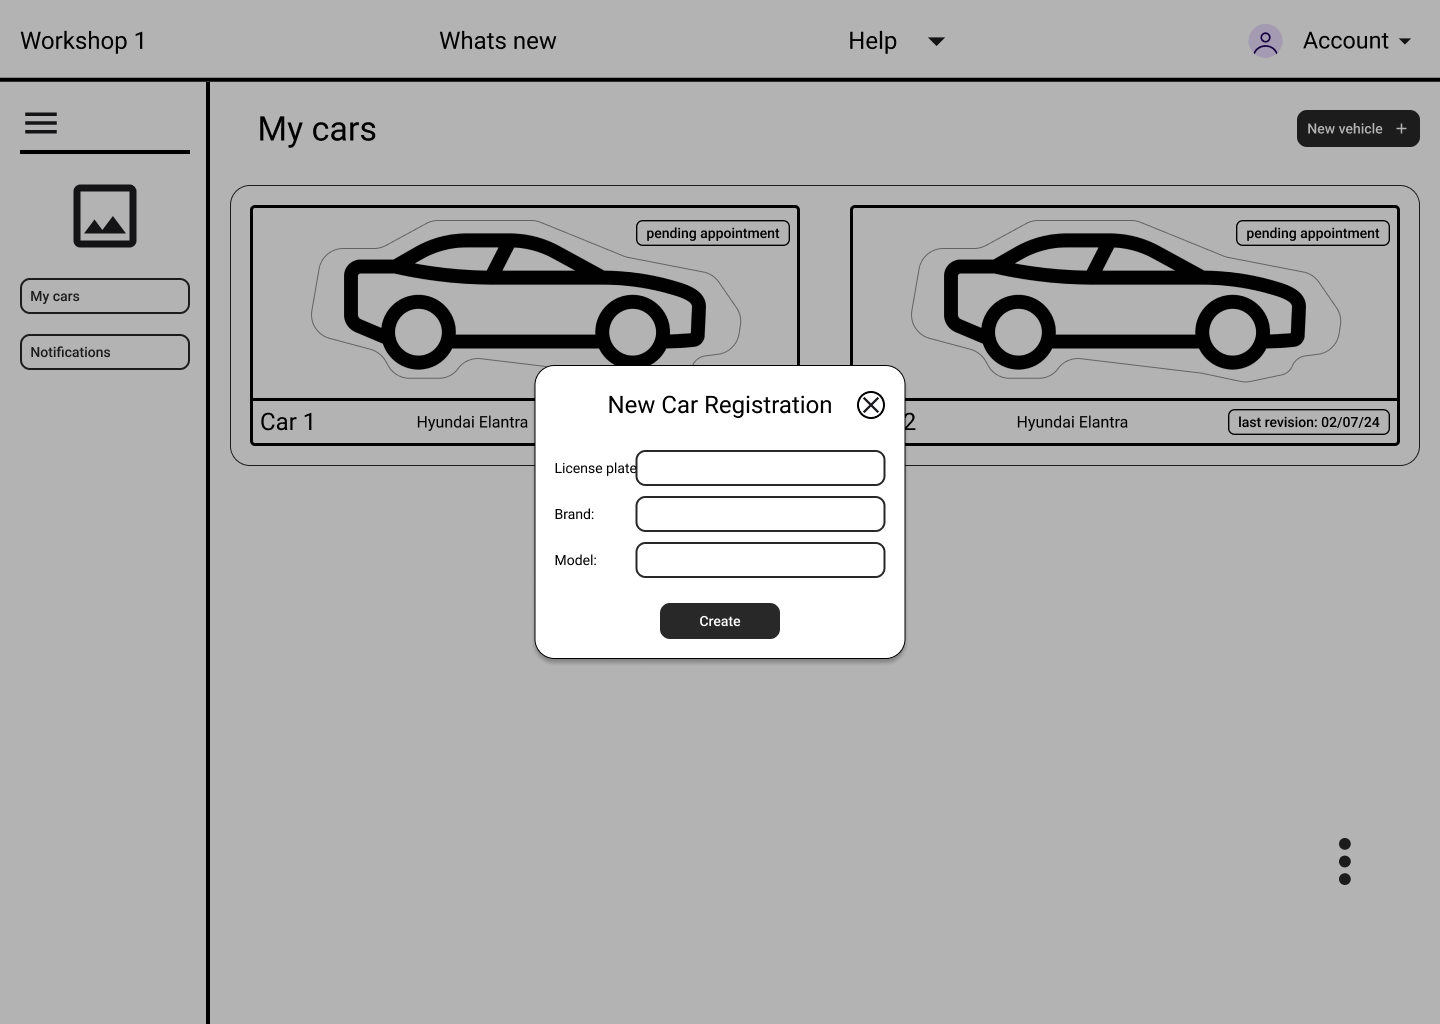 Workshop 1
Whats new
Help
Account
My cars
New vehicle +
My cars
Notifications
pending appointment
pending appointment
Car 1
Hyundai Elantra
2
Hyundai Elantra
last revision: 02/07/24
New Car Registration
License plate
Brand:
Model:
Create